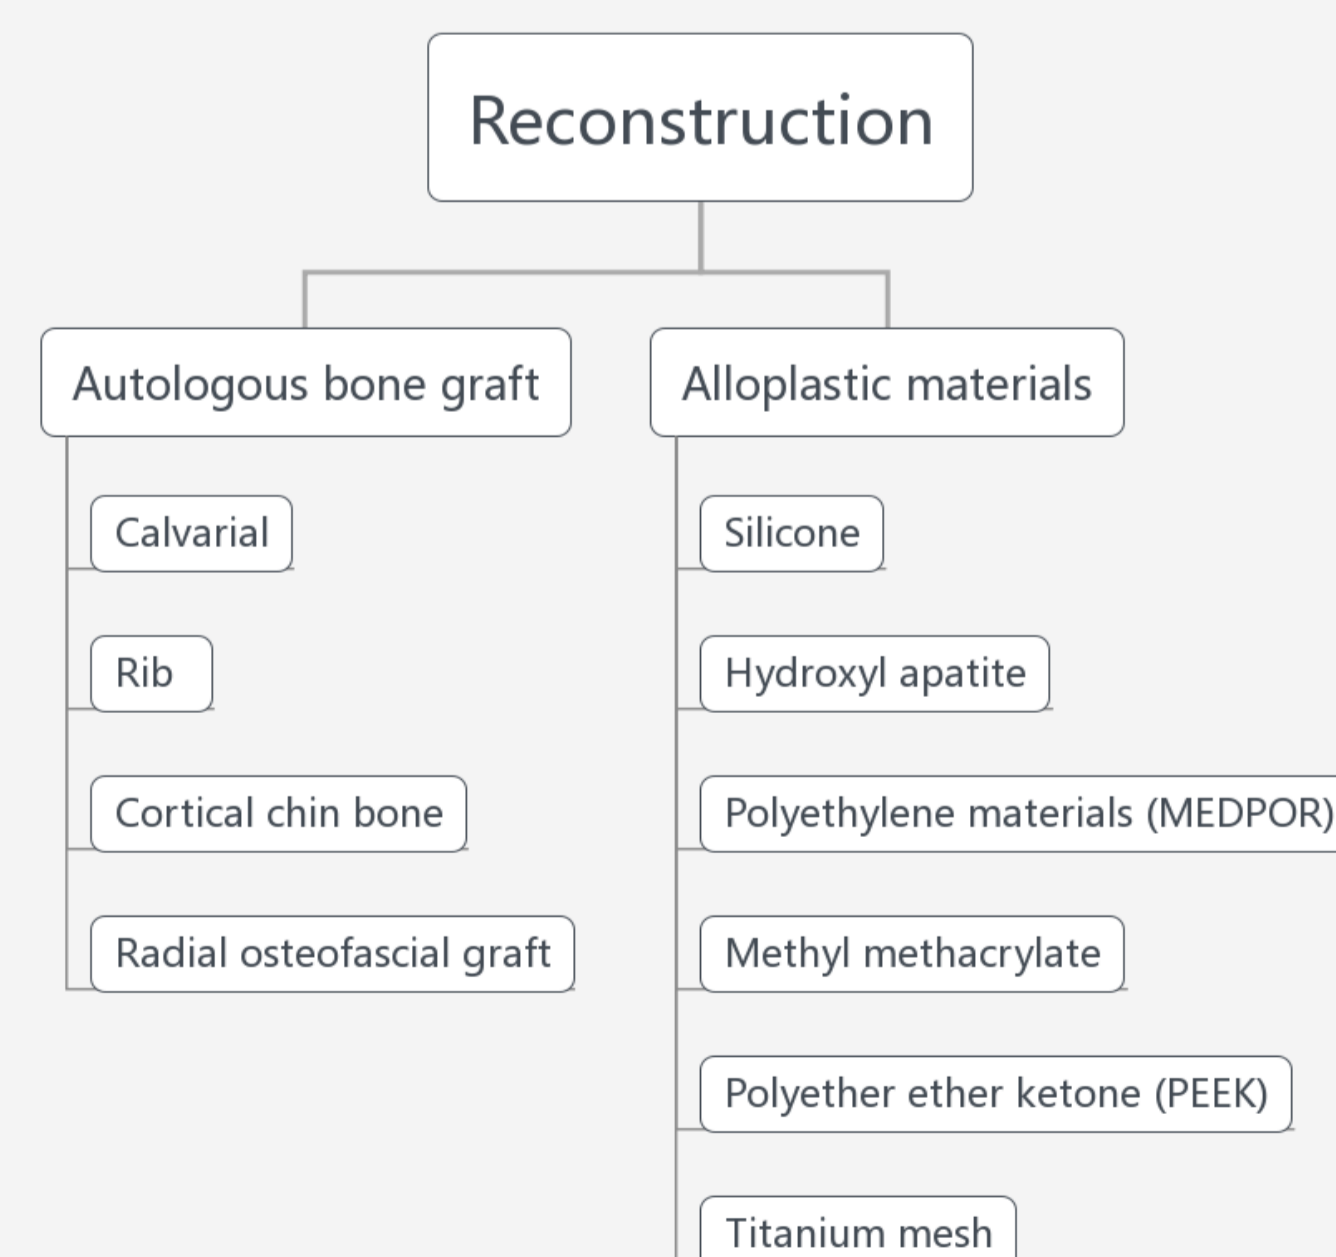 Reconstruction
Autologous bone graft
Calvarial
Rib
Cortical chin bone
Radial osteofascial graft
Alloplastic materials
Silicone
Hydroxyl apatite
Polyethylene materials (MEDPOR)
Methyl methacrylate
Polyether ether ketone (PEEK)
Titanium mesh